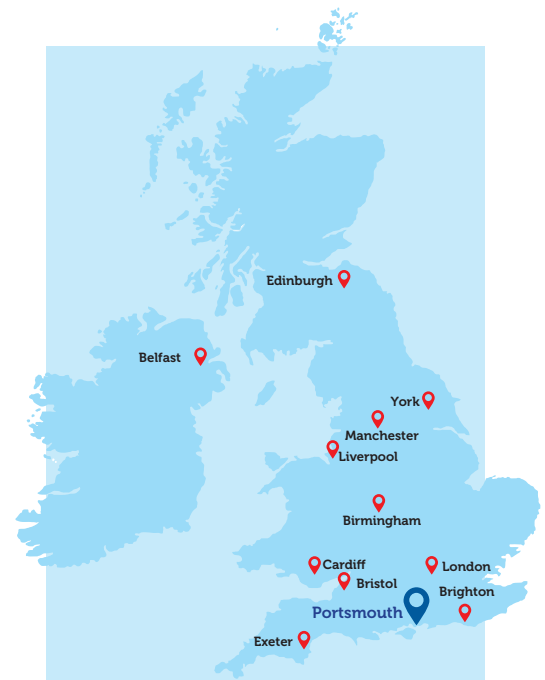 Edinburgh
Belfast
York
Manchester
Liverpool
Birmingham
Cardiff
London
Bristol
Brighton
Portsmouth
Exeter